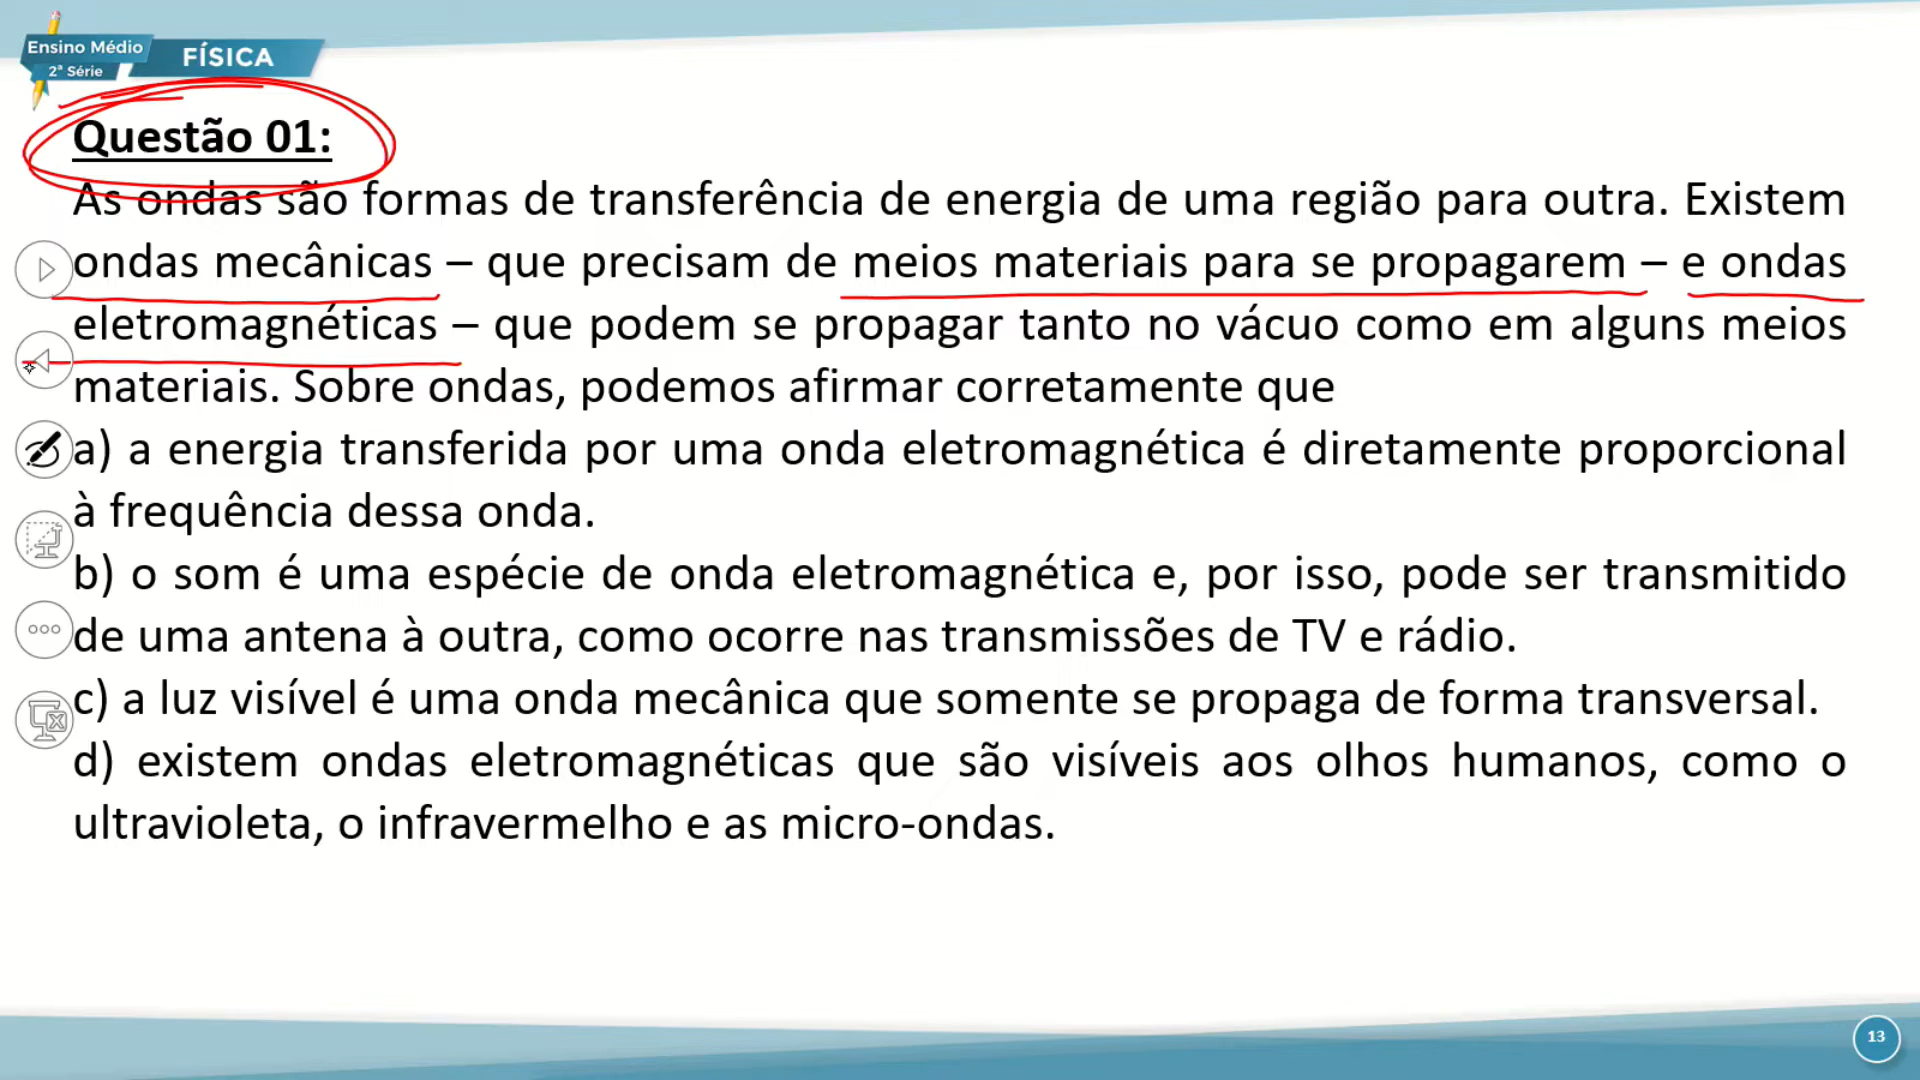 Ensino Médio
2ª Série
FÍSICA
Questão 01:
As ondas são formas de transferência de energia de uma região para outra. Existem
ondas mecânicas – que precisam de meios materiais para se propagarem – e ondas
eletromagnéticas – que podem se propagar tanto no vácuo como em alguns meios
materiais. Sobre ondas, podemos afirmar corretamente que
a) a energia transferida por uma onda eletromagnética é diretamente proporcional
à frequência dessa onda.
b) o som é uma espécie de onda eletromagnética e, por isso, pode ser transmitido
de uma antena à outra, como ocorre nas transmissões de TV e rádio.
c) a luz visível é uma onda mecânica que somente se propaga de forma transversal.
d) existem ondas eletromagnéticas que são visíveis aos olhos humanos, como o
ultravioleta, o infravermelho e as micro-ondas.
13